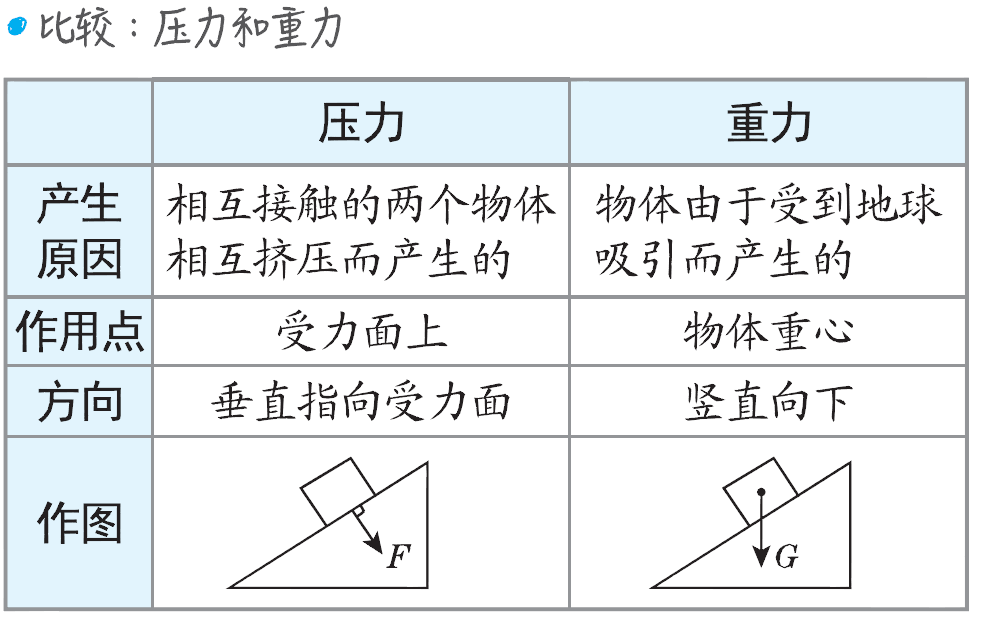 比较：压力和重力
压力 重力
产生 相互接触的两个物体 物体由于受到地球
原因 相互挤压而产生的 吸引而产生的
作用点 受力面上 物体重心
方向 垂直指向受力面 竖直向下
作图
F G